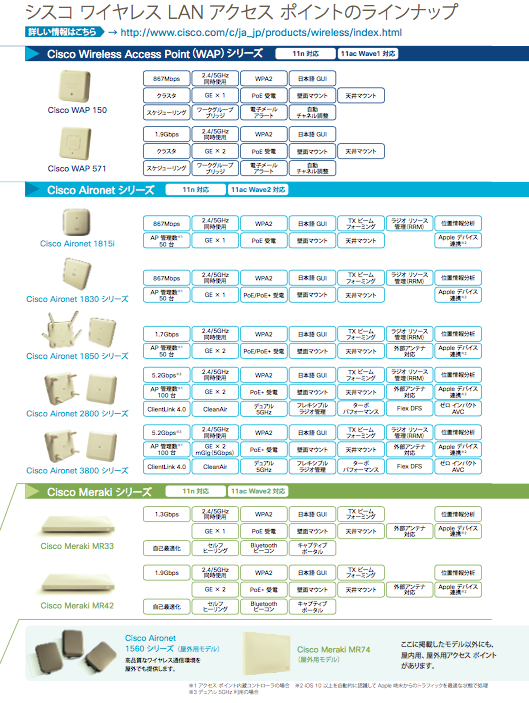 シスコ ワイヤレス LAN アクセス ポイントのラインナップ
詳しい情報はこちら → http://www.cisco.com/c/ja_jp/products/wireless/index.html
Cisco Wireless Access Point (WAP) シリーズ 11n 対応 11ac Wave1 対応
Cisco WAP 150
867Mbps 2.4/5GHz 同時使用 WPA2 日本語 GUI
クラスタ GE × 1 PoE 受電 壁面マウント 天井マウント
スケジューリング ワークグループ ブリッジ 電子メール アラート 自動 チャネル調整
Cisco WAP 571
1.9Gbps 2.4/5GHz 同時使用 WPA2 日本語 GUI
クラスタ GE × 2 PoE 受電 壁面マウント 天井マウント
スケジューリング ワークグループ ブリッジ 電子メール アラート 自動 チャネル調整
Cisco Aironet シリーズ 11n 対応 11ac Wave2 対応
Cisco Aironet 1815i
867Mbps 2.4/5GHz 同時使用 WPA2 日本語 GUI TX ビーム フォーミング ラジオ リソース 管理(RRM) 位置情報分析
AP 管理数※1 50 台 GE × 1 PoE 受電 壁面マウント 天井マウント Apple デバイス 連携※2
Cisco Aironet 1830 シリーズ
867Mbps 2.4/5GHz 同時使用 WPA2 日本語 GUI TX ビーム フォーミング ラジオ リソース 管理(RRM) 位置情報分析
AP 管理数※1 50 台 GE × 1 PoE/PoE+ 受電 壁面マウント 天井マウント Apple デバイス 連携※2
Cisco Aironet 1850 シリーズ
1.7Gbps 2.4/5GHz 同時使用 WPA2 日本語 GUI TX ビーム フォーミング ラジオ リソース 管理(RRM) 位置情報分析
AP 管理数※1 50 台 GE × 2 PoE/PoE+ 受電 壁面マウント 天井マウント 外部アンテナ 対応 Apple デバイス 連携※2
Cisco Aironet 2800 シリーズ
5.2Gbps※3 2.4/5GHz 同時使用 WPA2 日本語 GUI TX ビーム フォーミング ラジオ リソース 管理(RRM) 位置情報分析
AP 管理数※1 100 台 GE × 2 PoE+ 受電 壁面マウント 天井マウント 外部アンテナ 対応 Apple デバイス 連携※2
ClientLink 4.0 CleanAir デュアル 5GHz フレキシブル ラジオ管理 ターボ パフォーマンス Flex DFS ゼロ インパクト AVC
Cisco Aironet 3800 シリーズ
5.2Gbps※3 2.4/5GHz 同時使用 WPA2 日本語 GUI TX ビーム フォーミング ラジオ リソース 管理(RRM) 位置情報分析
AP 管理数※1 100 台 GE × 2 mGig (5Gbps) PoE+ 受電 壁面マウント 天井マウント 外部アンテナ 対応 Apple デバイス 連携※2
ClientLink 4.0 CleanAir デュアル 5GHz フレキシブル ラジオ管理 ターボ パフォーマンス Flex DFS ゼロ インパクト AVC
Cisco Meraki シリーズ 11n 対応 11ac Wave2 対応
Cisco Meraki MR33
1.3Gbps 2.4/5GHz 同時使用 WPA2 日本語 GUI TX ビーム フォーミング 位置情報分析
GE × 1 PoE 受電 壁面マウント 天井マウント 外部アンテナ 対応 Apple デバイス 連携※2
自己最適化 セルフ ヒーリング Bluetooth ビーコン キャプティブ ポータル
Cisco Meraki MR42
1.9Gbps 2.4/5GHz 同時使用 WPA2 日本語 GUI TX ビーム フォーミング 位置情報分析
GE × 2 PoE+ 受電 壁面マウント 天井マウント 外部アンテナ 対応 Apple デバイス 連携※2
自己最適化 セルフ ヒーリング Bluetooth ビーコン キャプティブ ポータル
Cisco Aironet
1560 シリーズ (屋外用モデル)
高品質なワイヤレス通信環境を
屋外でも提供します。
Cisco Meraki MR74
(屋外用モデル)
ここに掲載したモデル以外にも、
屋内用、屋外用アクセス ポイント
があります。
※1 アクセス ポイント内蔵コントローラの場合 ※2 iOS 10 以上を自動的に認識して Apple 端末からのトラフィックを最適な状態で処理
※3 デュアル 5GHz 利用の場合